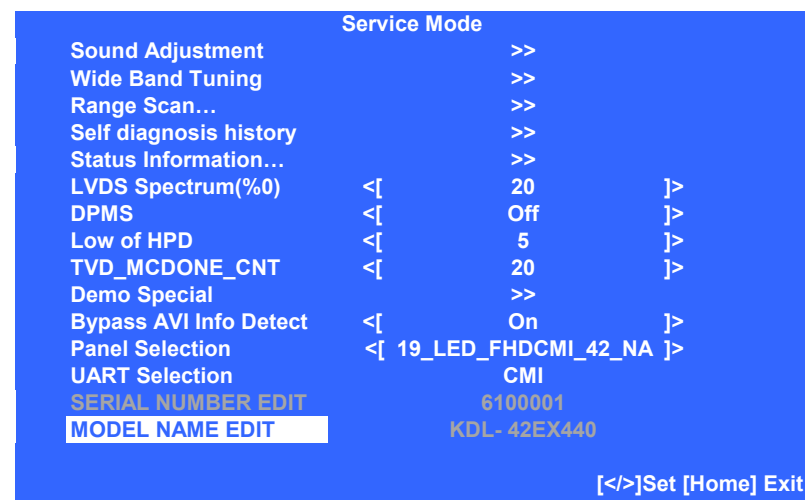 Service Mode
Sound Adjustment >>
Wide Band Tuning >>
Range Scan… >>
Self diagnosis history >>
Status Information… >>
LVDS Spectrum(%0) <[ 20 ]>
DPMS <[ Off ]>
Low of HPD <[ 5 ]>
TVD_MCDONE_CNT <[ 20 ]>
Demo Special >>
Bypass AVI Info Detect <[ On ]>
Panel Selection <[ 19_LED_FHDCMI_42_NA ]>
UART Selection CMI
SERIAL NUMBER EDIT 6100001
MODEL NAME EDIT KDL- 42EX440
[</>]Set [Home] Exit